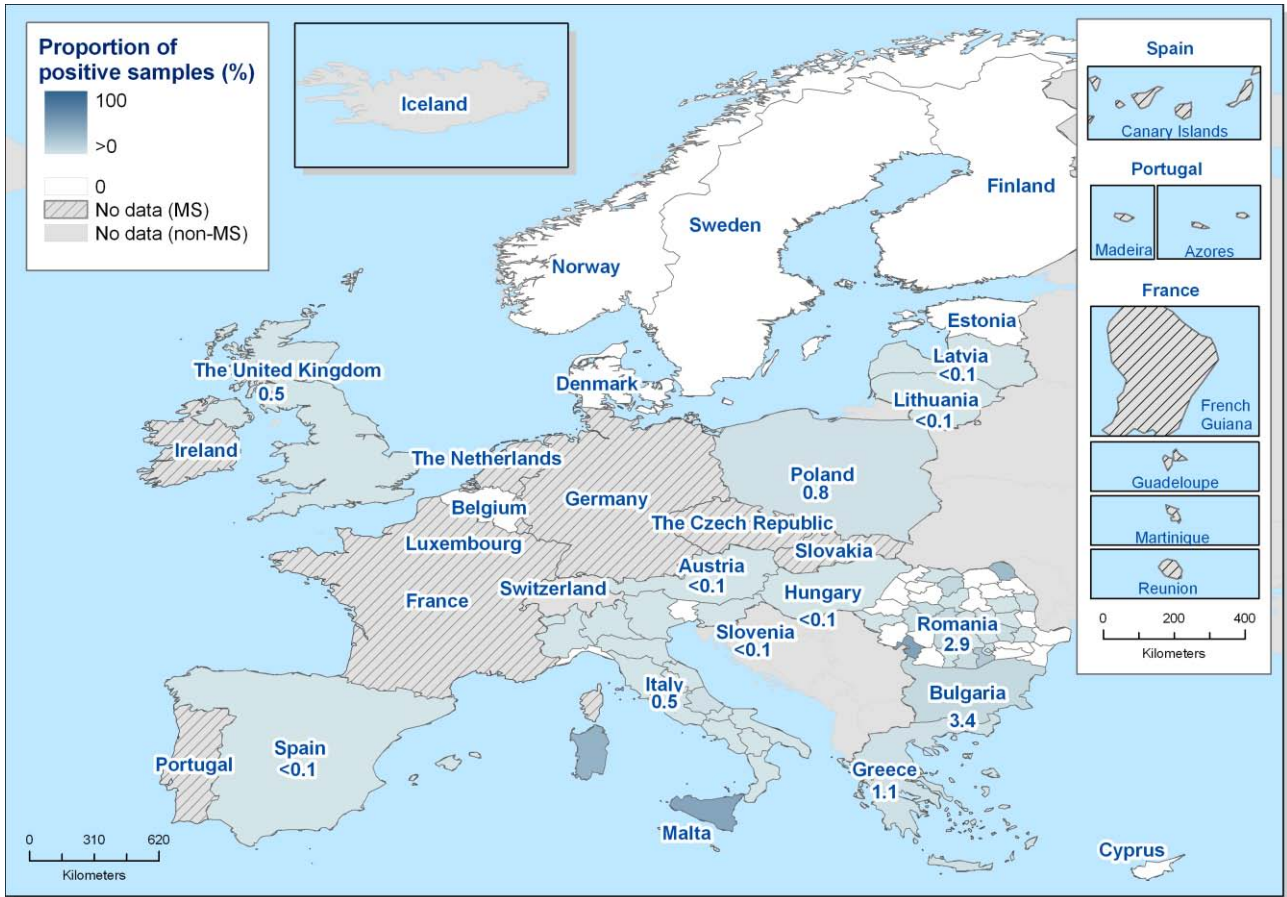 Proportion of
positive samples (%)
100
>0
0
No data (MS)
No data (non-MS)
Iceland
Spain
Canary Islands
Portugal
Madeira
Azores
France
French
Guiana
Guadeloupe
Martinique
Reunion
0 200 400
Kilometers
Finland
Sweden
Norway
Estonia
Latvia
<0.1
The United Kingdom
0.5
Denmark
Lithuania
<0.1
Ireland
The Netherlands
Poland
0.8
Belgium
Germany
The Czech Republic
Luxembourg
Slovakia
Austria
<0.1
Switzerland
France
Hungary
<0.1
Slovenia
<0.1
Romania
2.9
Italy
0.5
Bulgaria
3.4
Spain
<0.1
Portugal
Greece
1.1
Malta
Cyprus
0 310 620
Kilometers